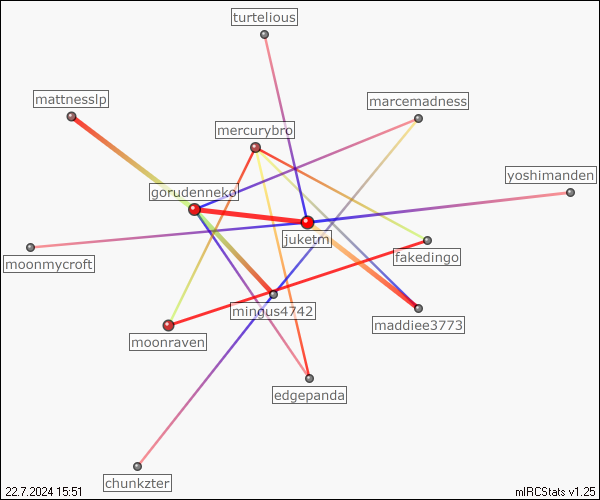 turtelious
mattnesslp
marcemadness
mercurybro
yoshimanden
gorudenneko
juketm
fakedingo
moonmycroft
mingus4742
maddiee3773
moonraven
edgepanda
chunkzter
22.7.2024 15:51
mIRCStats v1.25